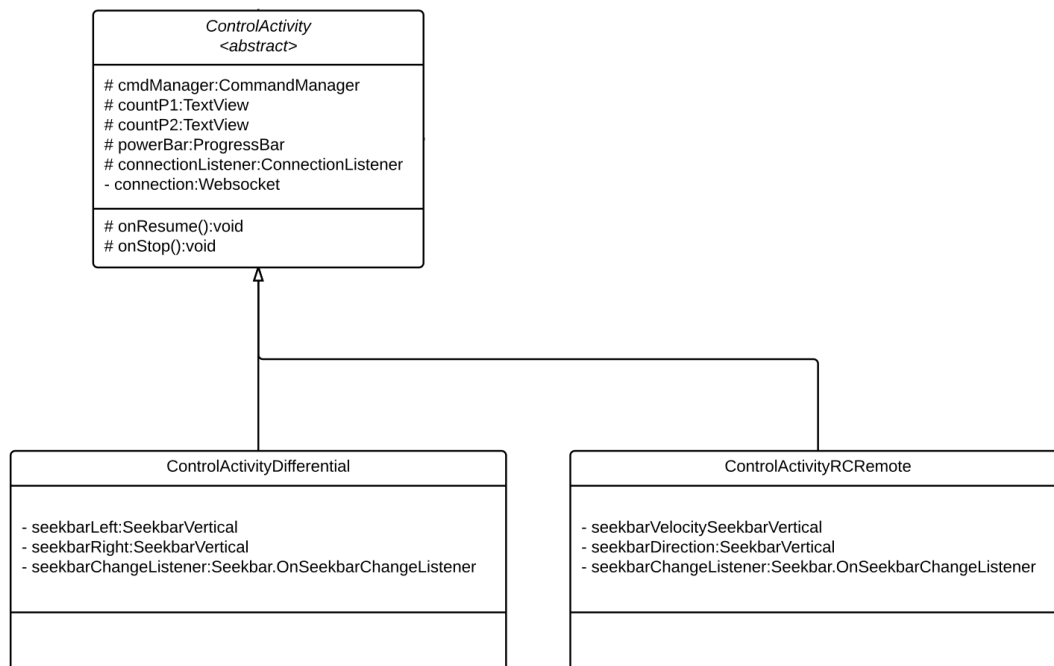 ControlActivity
<abstract>
# cmdManager:CommandManager
# countP1:TextView
# countP2:TextView
# powerBar:ProgressBar
# connectionListener:ConnectionListener
- connection:Websocket
# onResume():void
# onStop():void
ControlActivityDifferential
- seekbarLeft:SeekbarVertical
- seekbarRight:SeekbarVertical
- seekbarChangeListener:Seekbar.OnSeekbarChangeListener
ControlActivityRCRemote
- seekbarVelocitySeekbarVertical
- seekbarDirection:SeekbarVertical
- seekbarChangeListener:Seekbar.OnSeekbarChangeListener